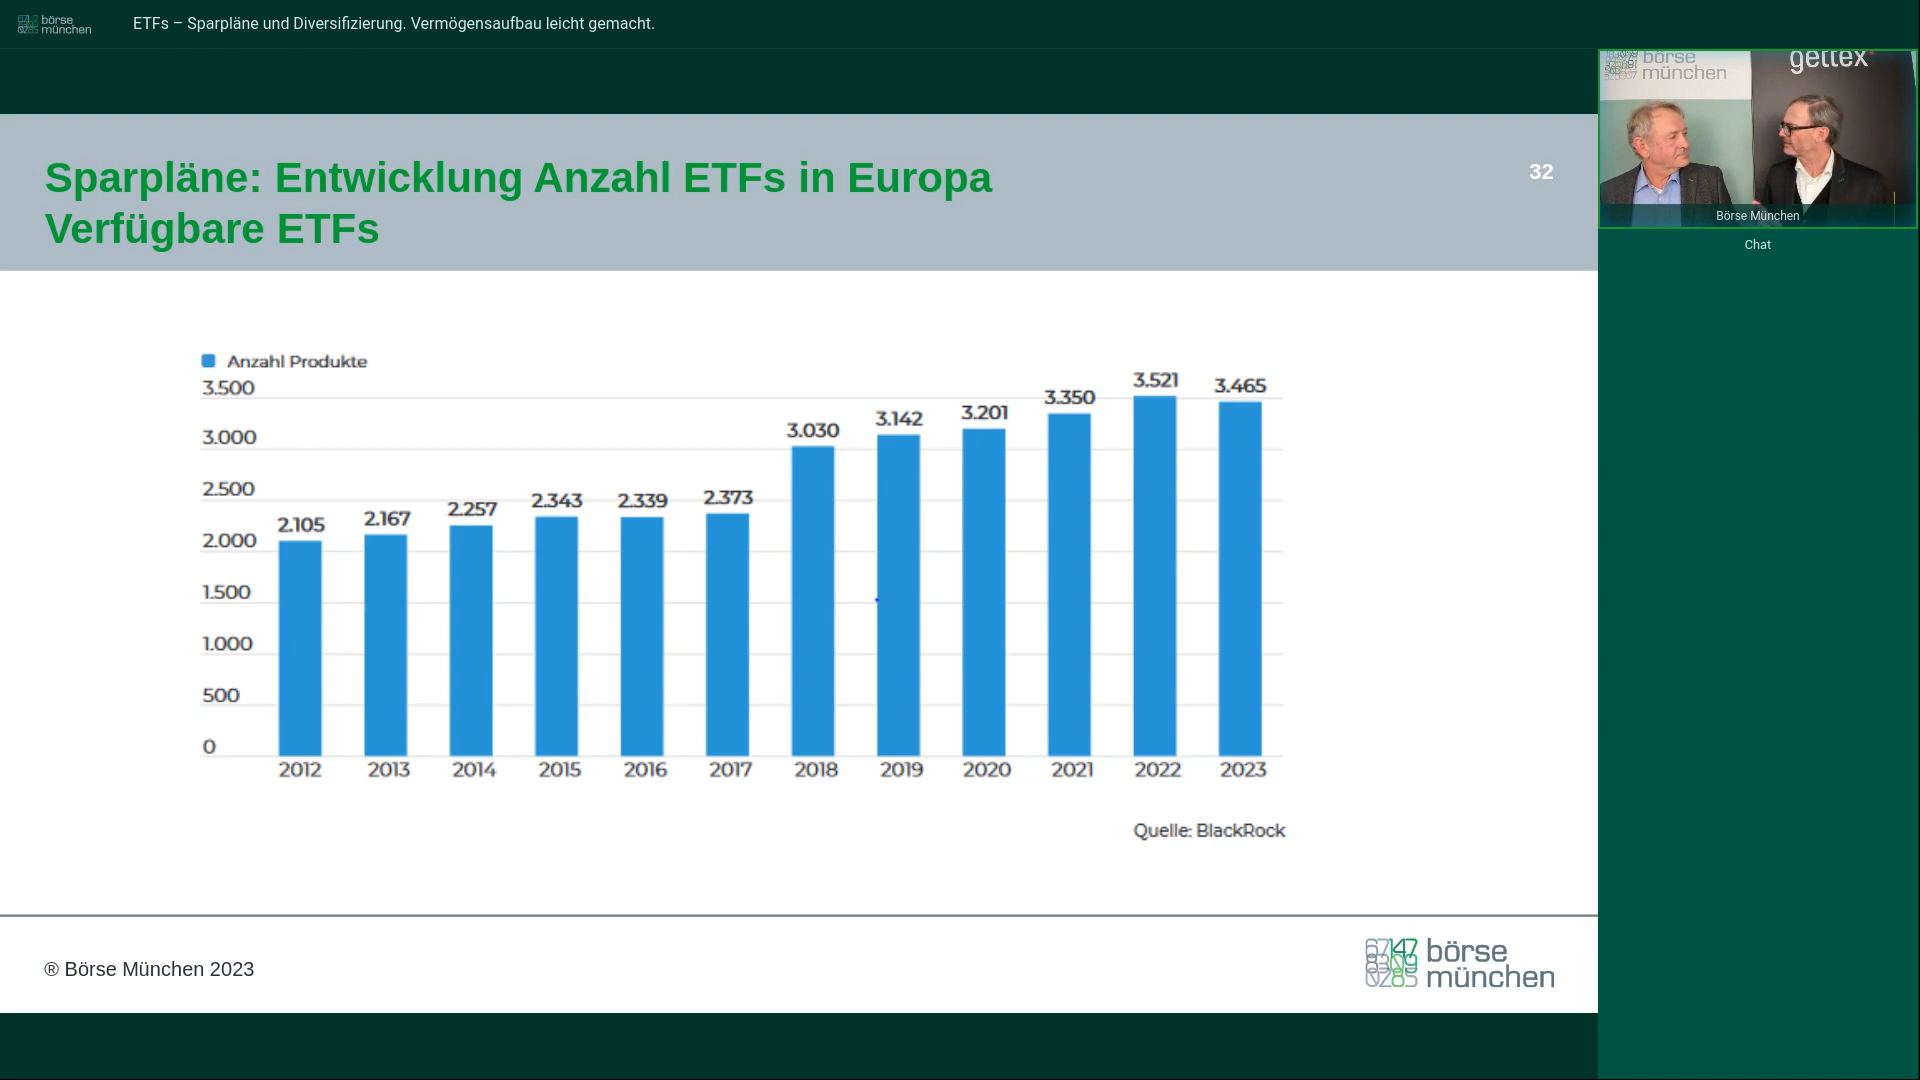 börse
münchen
ETFs – Sparpläne und Diversifizierung. Vermögensaufbau leicht gemacht.
börse
münchen
gettex
Börse München
Chat
Sparpläne: Entwicklung Anzahl ETFs in Europa
Verfügbare ETFs
32
Anzahl Produkte
3.500
3.000
2.500
2.000
1.500
1.000
500
0
2.105
2.167
2.257
2.343
2.339
2.373
3.030
3.142
3.201
3.350
3.521
3.465
2012 2013 2014 2015 2016 2017 2018 2019 2020 2021 2022 2023
Quelle: BlackRock
® Börse München 2023
börse
münchen